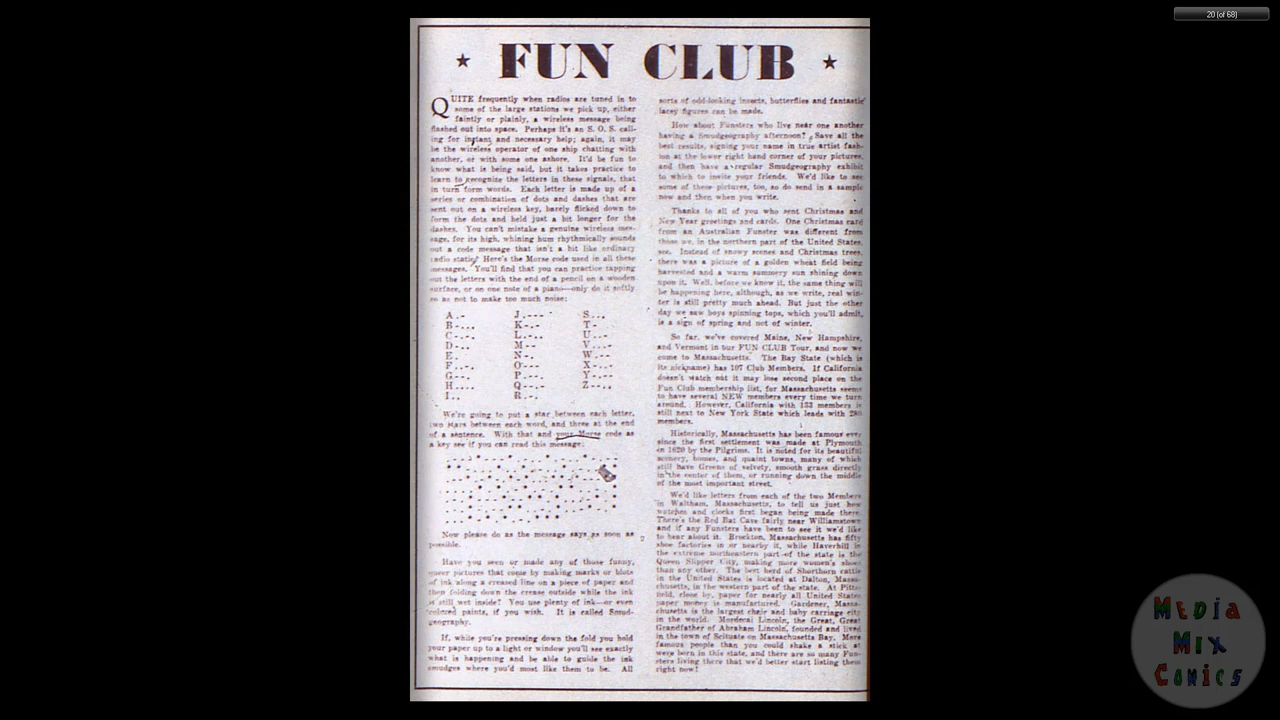 20 (of 68)
FUN CLUB
QUITE frequently when radios are tuned in to
some of the large stations we pick up, either
faintly or plainly, a wireless message being
flashed out into space. Perhaps it's an S. O. S. call-
ing for instant and necessary help; again, it may
be the wireless operator of one ship chatting with
another, or with some one ashore. It'd be fun to
know what is being said, but it takes practice to
learn to recognize the letters in these signals, that
in turn form words. Each letter is made up of a
series or combination of dots and dashes that are
sent out on a wireless key, barely flicked down to
form the dots and held just a bit longer for the
dashes. You can't mistake a genuine wireless mes-
sage, for its high, whining hum rhythmically sounds
out a code message that isn't a bit like ordinary
radio static. Here's the Morse code used in all these
messages. You'll find that you can practice tapping
out the letters with the end of a pencil on a wooden
surface, or on one note of a piano—only do it softly
so as not to make too much noise:
A.- J.--- S...
B-... K-.- T-
C-.-. L.-.. U..-
D-.. M-- V...-
E. N-. W.--
F..-. O--- X-..-
G--. P.--. Y-.--
H.... Q--.- Z--..
I.. R.-.
We're going to put a star between each letter,
two stars between each word, and three at the end
of a sentence. With that and your Morse code as
a key see if you can read this message:
Now please do as the message says as soon as
possible.
Have you seen or made any of those funny,
queer pictures that come by making marks or blots
of ink along a creased line on a piece of paper and
then folding down the crease outside while the ink
is still wet inside? You use plenty of ink—or even
colored paints, if you wish. It is called Smud-
geography.
If, while you're pressing down the fold you hold
your paper up to a light or window you'll see exactly
what is happening and be able to guide the ink
smudges where you'd most like them to be. All
sorts of odd-looking insects, butterflies and fantastic
lacey figures can be made.
How about Funsters who live near one another
having a Smudgeography afternoon? Save all the
best results, signing your name in true artist fash-
ion at the lower right hand corner of your pictures,
and then have a regular Smudgeography exhibit
to which to invite your friends. We'd like to see
some of these pictures, too, so do send in a sample
now and then when you write.
Thanks to all of you who sent Christmas and
New Year greetings and cards. One Christmas card
from an Australian Funster was different from
those we, in the northern part of the United States,
see. Instead of snowy scenes and Christmas trees,
there was a picture of a golden wheat field being
harvested and a warm summery sun shining down
upon it. Well, before we know it, the same thing will
be happening here, although, as we write, real win-
ter is still pretty much ahead. But just the other
day we saw boys spinning tops, which you'll admit,
is a sign of spring and not of winter.
So far, we've covered Maine, New Hampshire,
and Vermont in our FUN CLUB Tour, and now we
come to Massachusetts. The Bay State (which is
its nickname) has 107 Club Members. If California
doesn't watch out it may lose second place on the
Fun Club membership list, for Massachusetts seems
to have several NEW members every time we turn
around. However, California with 133 members is
still next to New York State which leads with
members.
Historically, Massachusetts has been famous ever
since the first settlement was made at Plymouth
in 1620 by the Pilgrims. It is noted for its beautiful
scenery, homes, and quaint towns, many of which
still have Greens of velvety, smooth grass directly
in the center of them, or running down the middle
of the most important street.
We'd like letters from each of the two Members
in Waltham, Massachusetts, to tell us just how
watches and clocks first began being made there.
There's the Red Bat Cave fairly near Williamstown
and if any Funsters have been to see it we'd like
to hear about it. Brockton, Massachusetts has fifty
shoe factories in or nearby it, while Haverhill in
the extreme northeastern part of the state is the
Queen Slipper City, making more women's shoes
than any other. The best herd of Shorthorn cattle
in the United States is located at Dalton, Massa-
chusetts, in the western part of the state. At Pitts-
field, close by, paper for nearly all United States
paper money is manufactured. Gardener, Massa-
chusetts is the largest chair and baby carriage city
in the world. Mordecai Lincoln, the Great, Great
Grandfather of Abraham Lincoln, founded and lived
in the town of Scituate on Massachusetts Bay. More
famous people than you could shake a stick at
were born in this state, and there are so many Fun-
sters living there that we'd better start listing them
right now!
MEDIA
MIX
COMICS